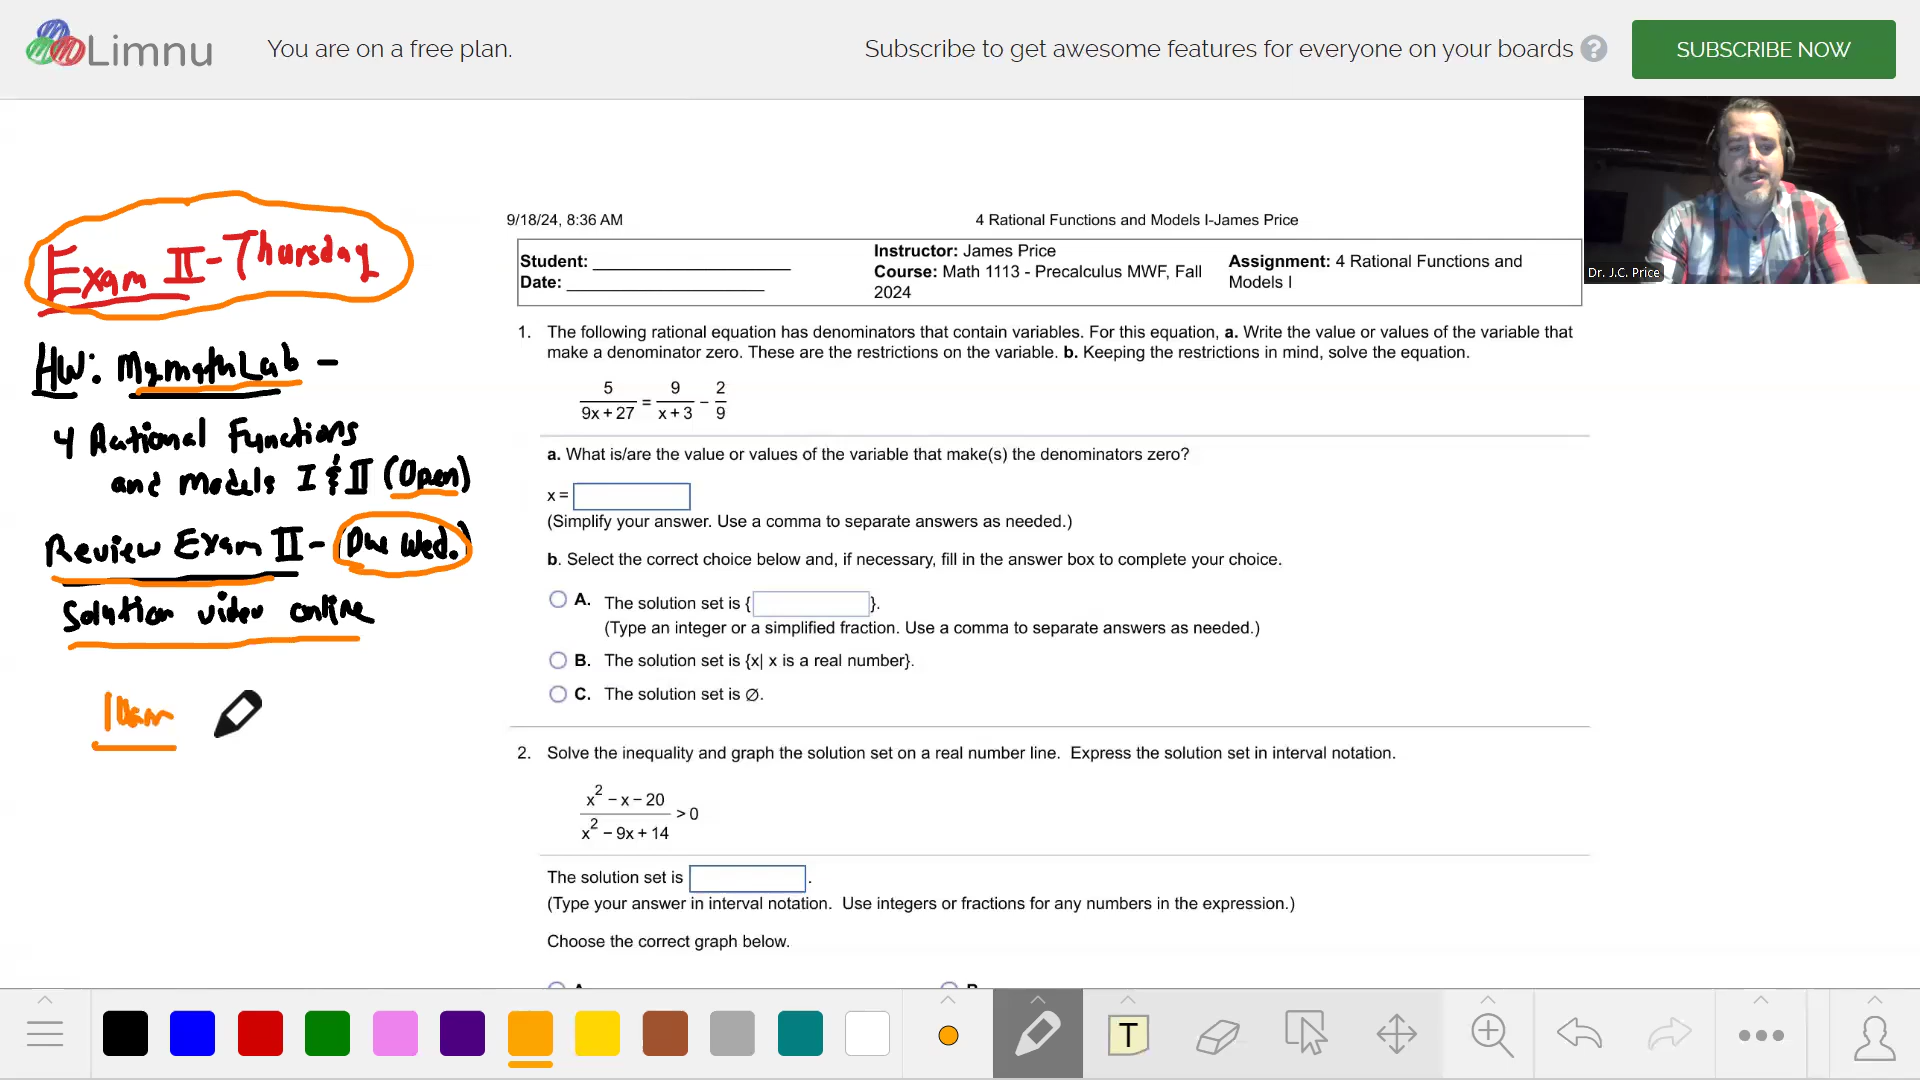 Limnu
You are on a free plan.
Subscribe to get awesome features for everyone on your boards ?
SUBSCRIBE NOW
Dr. J.C. Price
Exam II - Thursday
HW: MymathLab -
4 Rational Functions
and Models I & II (Open)
Review Exam II - (Due Wed.)
Solution video online
10am
9/18/24, 8:36 AM
4 Rational Functions and Models I-James Price
Student: ____________________
Date: ____________________
Instructor: James Price
Course: Math 1113 - Precalculus MWF, Fall
2024
Assignment: 4 Rational Functions and
Models I
1. The following rational equation has denominators that contain variables. For this equation, a. Write the value or values of the variable that
make a denominator zero. These are the restrictions on the variable. b. Keeping the restrictions in mind, solve the equation.
5/(9x + 27) = 9/(x + 3) − 2/9
a. What is/are the value or values of the variable that make(s) the denominators zero?
x =
(Simplify your answer. Use a comma to separate answers as needed.)
b. Select the correct choice below and, if necessary, fill in the answer box to complete your choice.
A. The solution set is { }.
(Type an integer or a simplified fraction. Use a comma to separate answers as needed.)
B. The solution set is {x| x is a real number}.
C. The solution set is ∅.
2. Solve the inequality and graph the solution set on a real number line. Express the solution set in interval notation.
(x² − x − 20)/(x² − 9x + 14) > 0
The solution set is .
(Type your answer in interval notation. Use integers or fractions for any numbers in the expression.)
Choose the correct graph below.
T